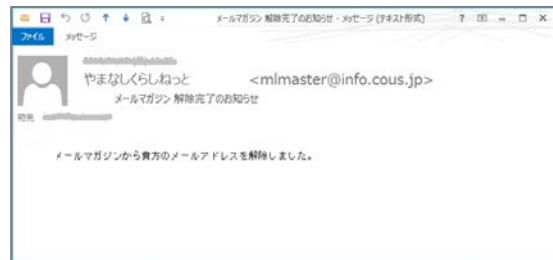 メールマガジン 解除完了のお知らせ - メッセージ (テキスト形式)
ファイル メッセージ
やまなしくらしねっと <mlmaster@info.cous.jp>
メールマガジン 解除完了のお知らせ
宛先
メールマガジンから貴方のメールアドレスを解除しました。